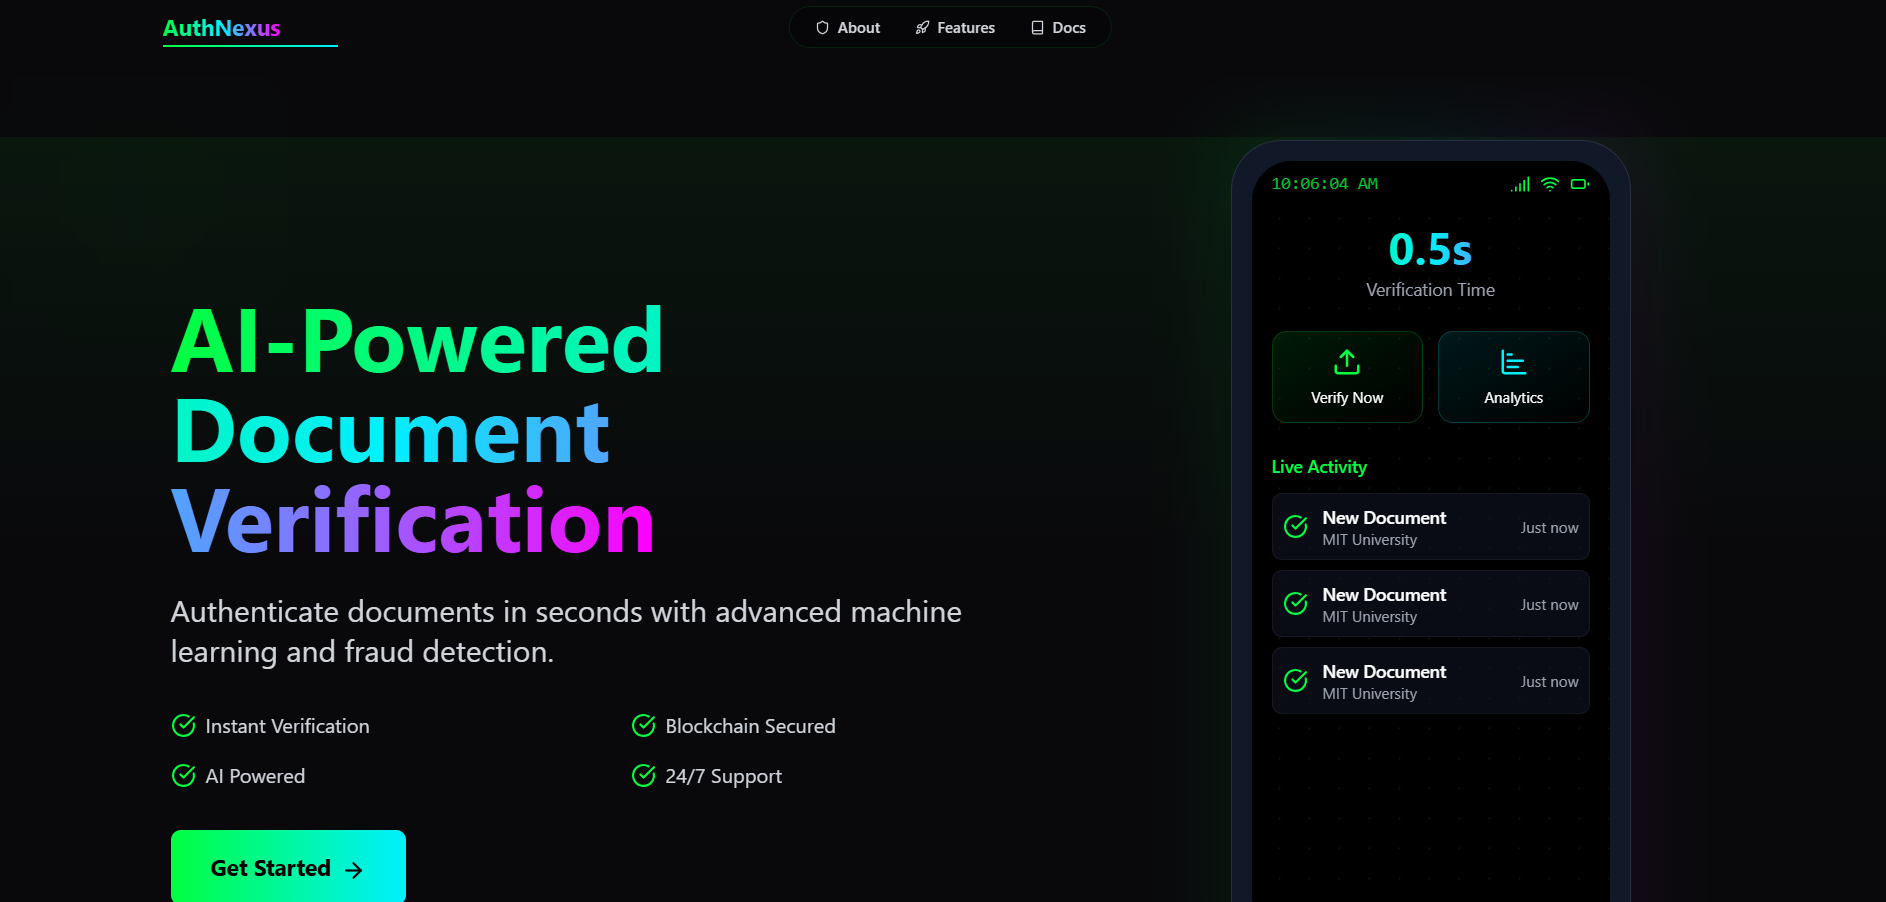 AuthNexus
About
Features
Docs
AI-Powered
Document
Verification
Authenticate documents in seconds with advanced machine
learning and fraud detection.
Instant Verification
Blockchain Secured
AI Powered
24/7 Support
Get Started
10:06:04 AM
0.5s
Verification Time
Verify Now
Analytics
Live Activity
New Document
MIT University
Just now
New Document
MIT University
Just now
New Document
MIT University
Just now